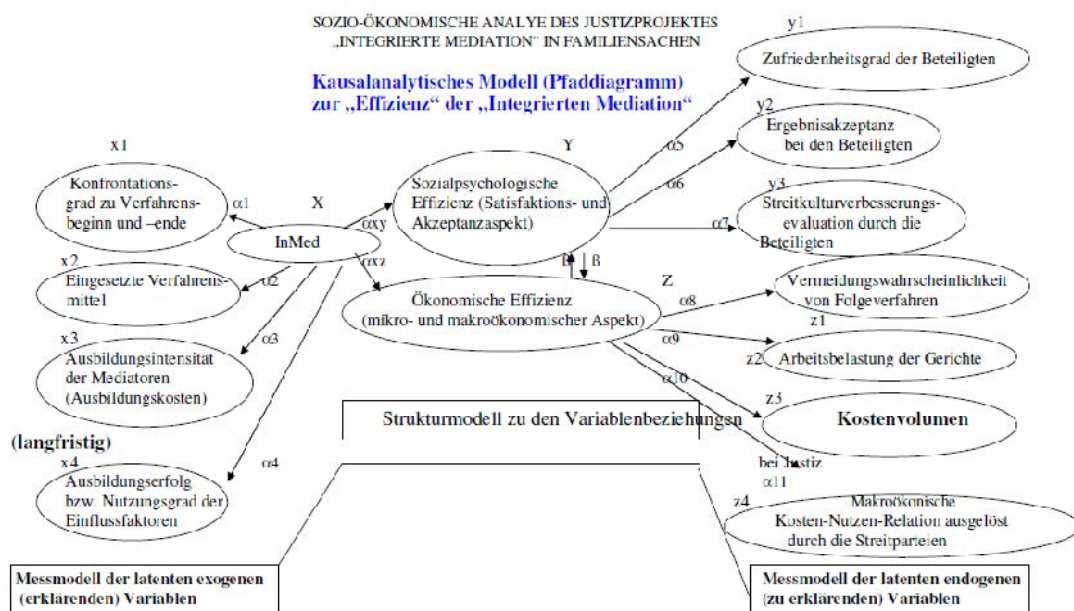 SOZIO-ÖKONOMISCHE ANALYE DES JUSTIZPROJEKTES
„INTEGRIERTE MEDIATION“ IN FAMILIENSACHEN
Kausalanalytisches Modell (Pfaddiagramm)
zur „Effizienz“ der „Integrierten Mediation“
x1
Konfrontations-
grad zu Verfahrens-
beginn und –ende
α1
X
InMed
x2
Eingesetzte Verfahrens-
mittel
α2
x3
Ausbildungsintensität
der Mediatoren
(Ausbildungskosten)
α3
(langfristig)
x4
Ausbildungserfolg
bzw. Nutzungsgrad der
Einflussfaktoren
α4
αxy
αxz
Y
Sozialpsychologische
Effizienz (Satisfaktions- und
Akzeptanzaspekt)
ß
ß
Z
Ökonomische Effizienz
(mikro- und makroökonomischer Aspekt)
y1
Zufriedenheitsgrad der Beteiligten
α5
y2
Ergebnisakzeptanz
bei den Beteiligten
α6
y3
Streitkulturverbesserungs-
evaluation durch die
Beteiligten
α7
Vermeidungswahrscheinlichkeit
von Folgeverfahren
α8
z1
α9
z2
Arbeitsbelastung der Gerichte
α10
z3
Kostenvolumen
bei Justiz
α11
z4
Makroökonische
Kosten-Nutzen-Relation ausgelöst
durch die Streitparteien
Strukturmodell zu den Variablenbeziehungen
Messmodell der latenten exogenen
(erklärenden) Variablen
Messmodell der latenten endogenen
(zu erklärenden) Variablen